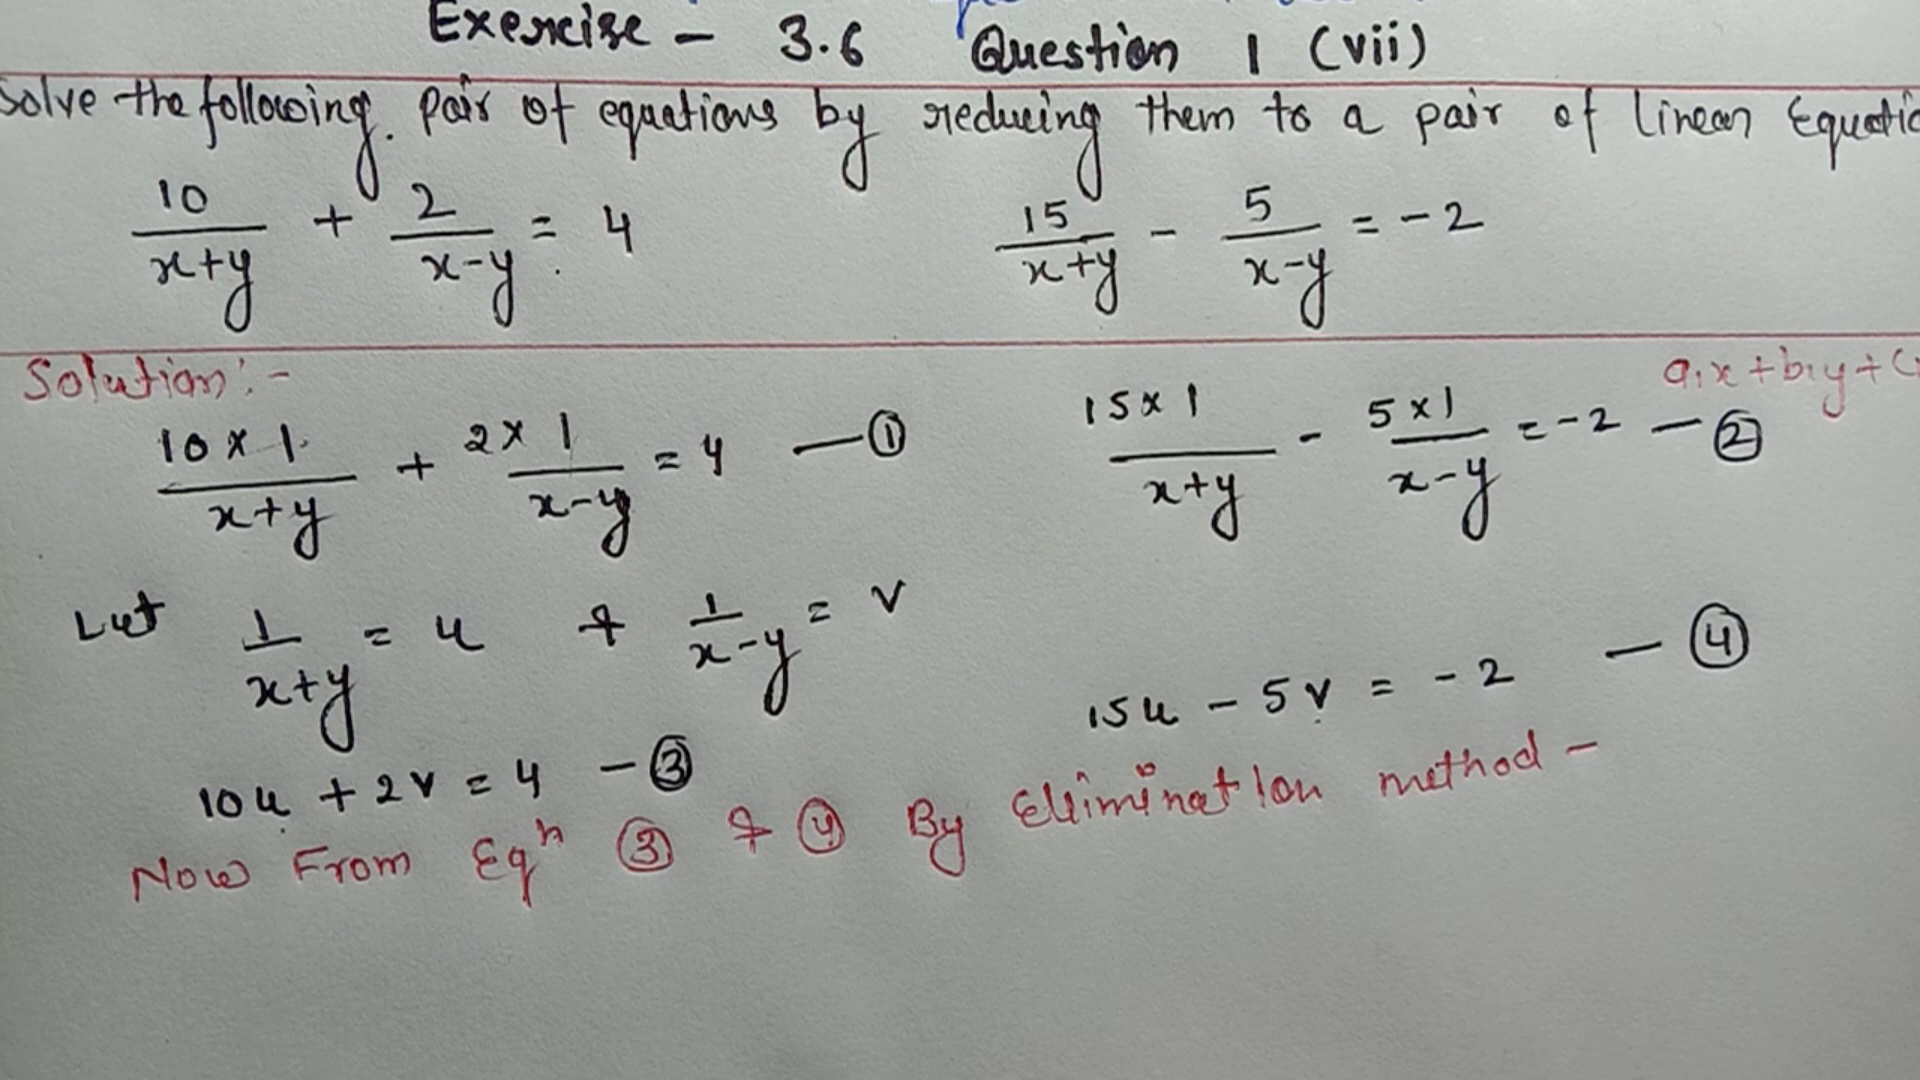 Exercise - 3.6 Question 1 (vii)
Solve the following pair of equations by reducing them to a pair of linear
10/x+y + 2/x-y = 4 15/x+y - 5/x-y = -2
Solution:-
a₁x+b₁y+
10×1/x+y + 2×1/x-y = 4 — ① 15×1/x+y - 5×1/x-y = -2 — ②
Let 1/x+y = u & 1/x-y = v
10u + 2v = 4 — ③ 15u - 5v = -2 — ④
Now From Eqⁿ ③ & ④ By Elimination method -